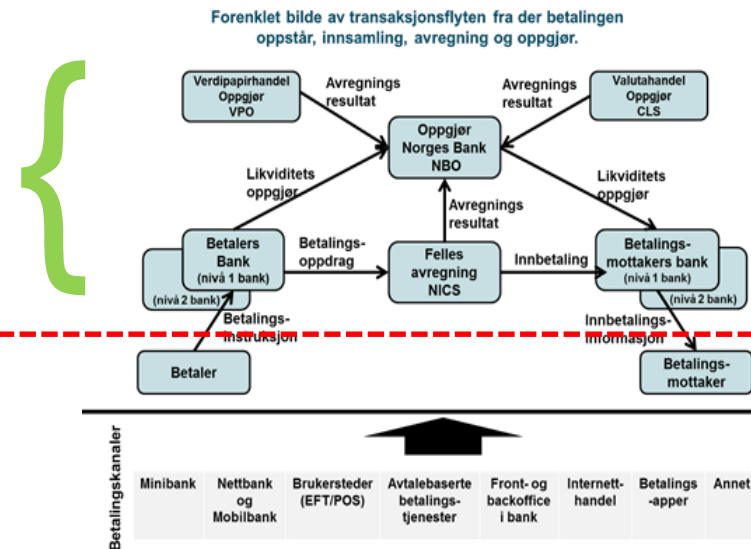 Forenklet bilde av transaksjonsflyten fra der betalingen
oppstår, innsamling, avregning og oppgjør.
Verdipapirhandel
Oppgjør
VPO
Avregnings
resultat
Avregnings
resultat
Valutahandel
Oppgjør
CLS
Oppgjør
Norges Bank
NBO
Likviditets
oppgjør
Likviditets
oppgjør
Avregnings
resultat
Betalers
Bank
(nivå 1 bank)
(nivå 2 bank)
Betalings-
oppdrag
Felles
avregning
NICS
Innbetaling
Betalings-
mottakers bank
(nivå 1 bank)
(nivå 2 bank)
Betalings-
instruksjon
Innbetalings-
informasjon
Betaler
Betalings-
mottaker
Betalingskanaler
Minibank
Nettbank
og
Mobilbank
Brukersteder
(EFT/POS)
Avtalebaserte
betalings-
tjenester
Front- og
backoffice
i bank
Internett-
handel
Betalings
-apper
Annet